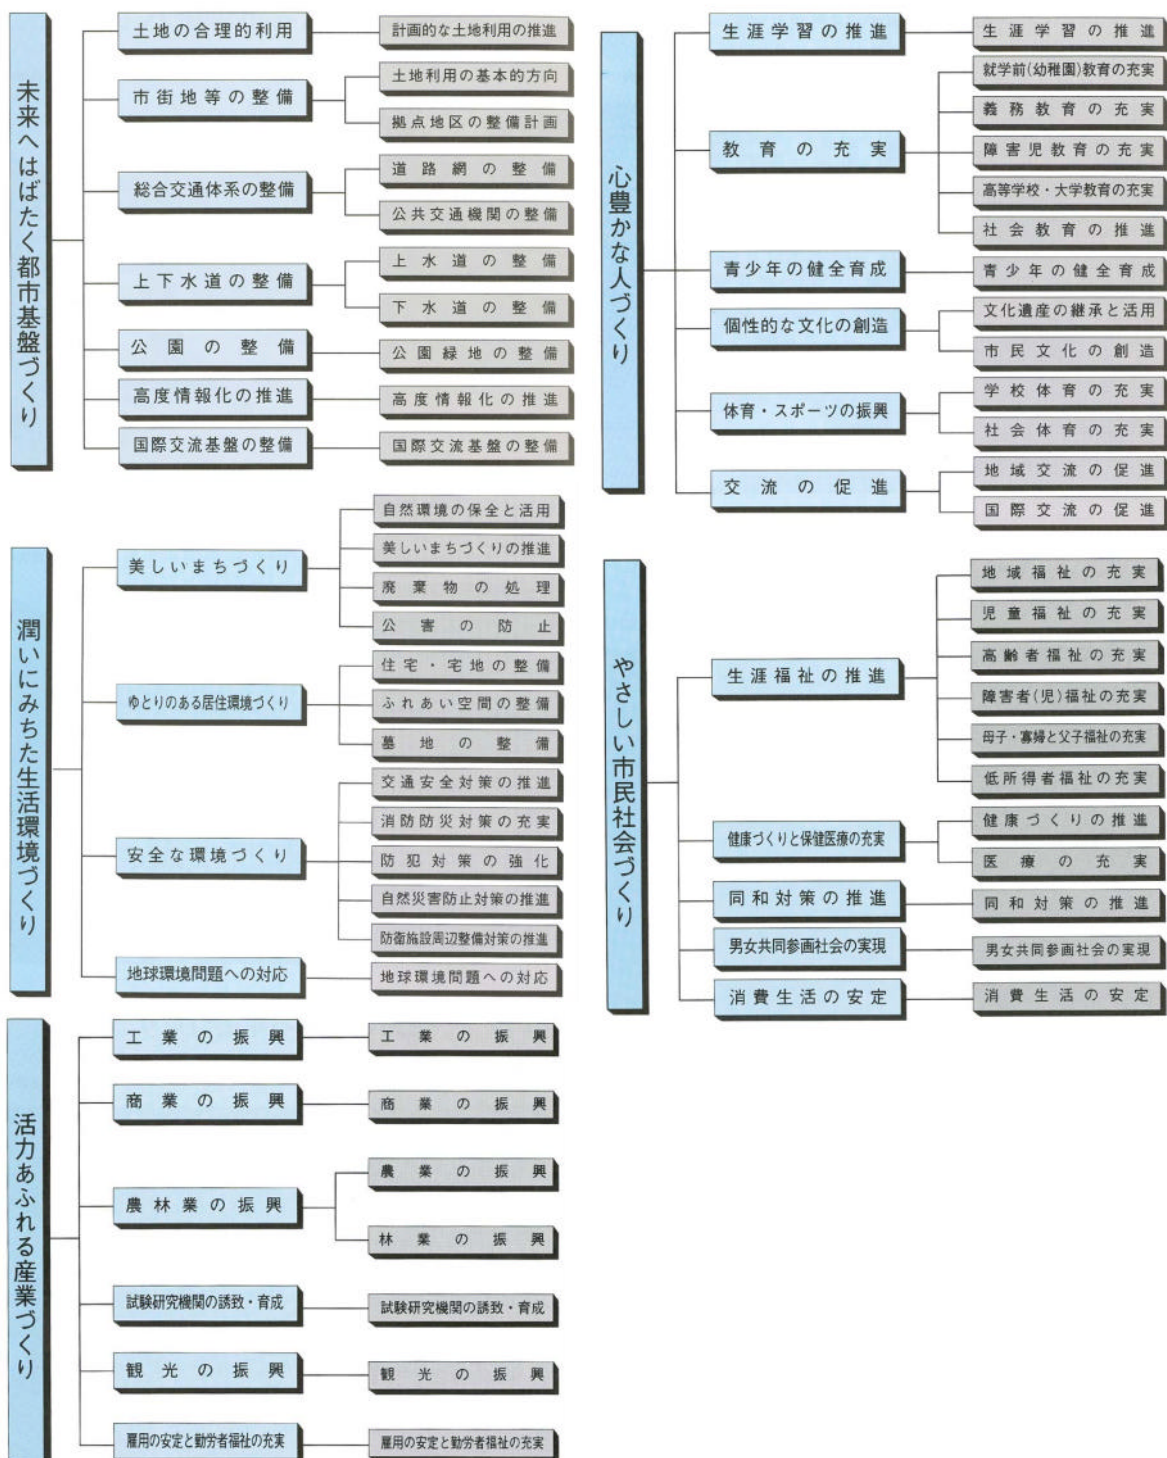 未来へはばたく都市基盤づくり
土地の合理的利用
計画的な土地利用の推進
市街地等の整備
土地利用の基本的方向
拠点地区の整備計画
総合交通体系の整備
道路網の整備
公共交通機関の整備
上下水道の整備
上水道の整備
下水道の整備
公園の整備
公園緑地の整備
高度情報化の推進
高度情報化の推進
国際交流基盤の整備
国際交流基盤の整備
潤いにみちた生活環境づくり
美しいまちづくり
自然環境の保全と活用
美しいまちづくりの推進
廃棄物の処理
公害の防止
ゆとりのある居住環境づくり
住宅・宅地の整備
ふれあい空間の整備
墓地の整備
安全な環境づくり
交通安全対策の推進
消防防災対策の充実
防犯対策の強化
自然災害防止対策の推進
防衛施設周辺整備対策の推進
地球環境問題への対応
地球環境問題への対応
活力あふれる産業づくり
工業の振興
工業の振興
商業の振興
商業の振興
農林業の振興
農業の振興
林業の振興
試験研究機関の誘致・育成
試験研究機関の誘致・育成
観光の振興
観光の振興
雇用の安定と勤労者福祉の充実
雇用の安定と勤労者福祉の充実
心豊かな人づくり
生涯学習の推進
生涯学習の推進
教育の充実
就学前(幼稚園)教育の充実
義務教育の充実
障害児教育の充実
高等学校・大学教育の充実
社会教育の推進
青少年の健全育成
青少年の健全育成
個性的な文化の創造
文化遺産の継承と活用
市民文化の創造
体育・スポーツの振興
学校体育の充実
社会体育の充実
交流の促進
地域交流の促進
国際交流の促進
やさしい市民社会づくり
生涯福祉の推進
地域福祉の充実
児童福祉の充実
高齢者福祉の充実
障害者(児)福祉の充実
母子・寡婦と父子福祉の充実
低所得者福祉の充実
健康づくりと保健医療の充実
健康づくりの推進
医療の充実
同和対策の推進
同和対策の推進
男女共同参画社会の実現
男女共同参画社会の実現
消費生活の安定
消費生活の安定